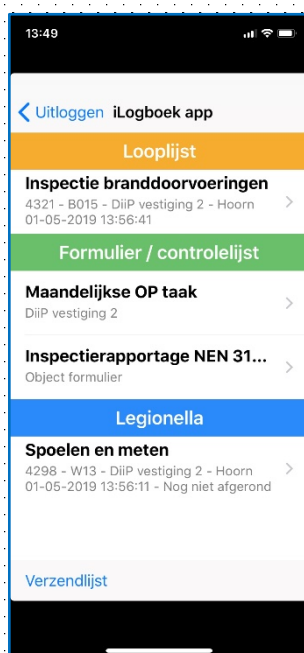 13:49
Uitloggen iLogboek app
Looplijst
Inspectie branddoorvoeringen
4321 - B015 - DiiP vestiging 2 - Hoorn
01-05-2019 13:56:41
Formulier / controlelijst
Maandelijkse OP taak
DiiP vestiging 2
Inspectierapportage NEN 31...
Object formulier
Legionella
Spoelen en meten
4298 - W13 - DiiP vestiging 2 - Hoorn
01-05-2019 13:56:11 - Nog niet afgerond
Verzendlijst